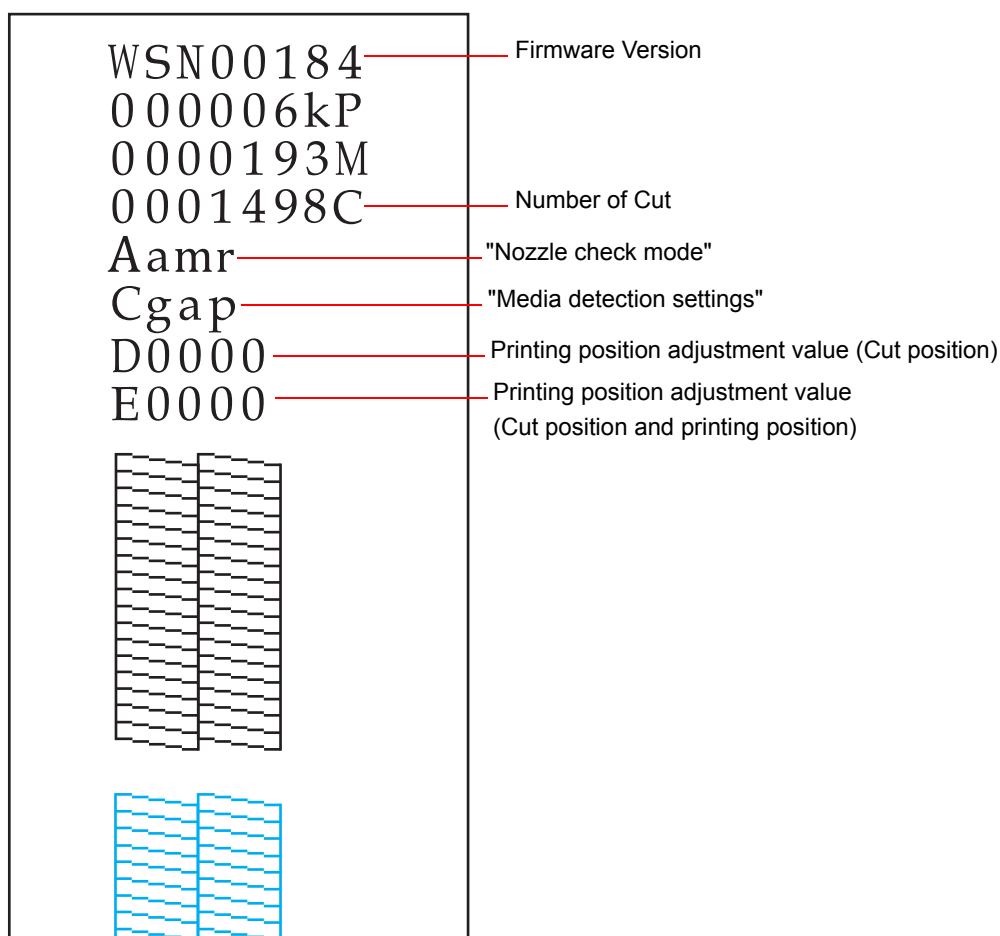 WSN00184 Firmware Version
000006kP
0000193M
0001498C Number of Cut
Aamr "Nozzle check mode"
Cgap "Media detection settings"
D0000 Printing position adjustment value (Cut position)
E0000 Printing position adjustment value
(Cut position and printing position)